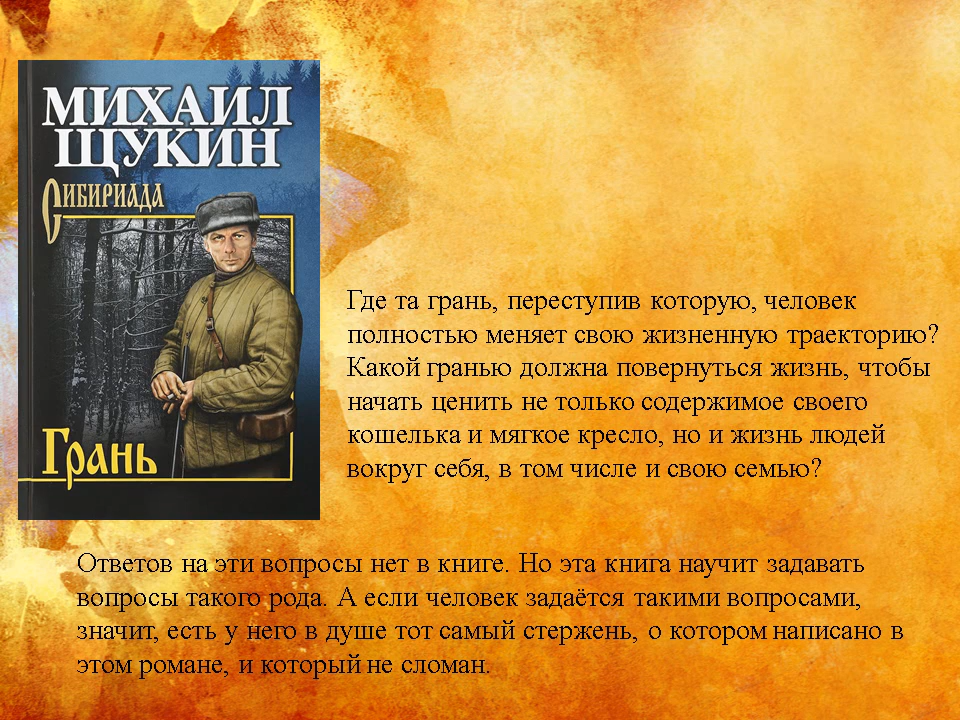 МИХАИЛ
ЩУКИН
СИБИРИАДА
ГРАНЬ
Где та грань, переступив которую, человек
полностью меняет свою жизненную траекторию?
Какой гранью должна повернуться жизнь, чтобы
начать ценить не только содержимое своего
кошелька и мягкое кресло, но и жизнь людей
вокруг себя, в том числе и свою семью?
Ответов на эти вопросы нет в книге. Но эта книга научит задавать
вопросы такого рода. А если человек задаётся такими вопросами,
значит, есть у него в душе тот самый стержень, о котором написано в
этом романе, и который не сломан.